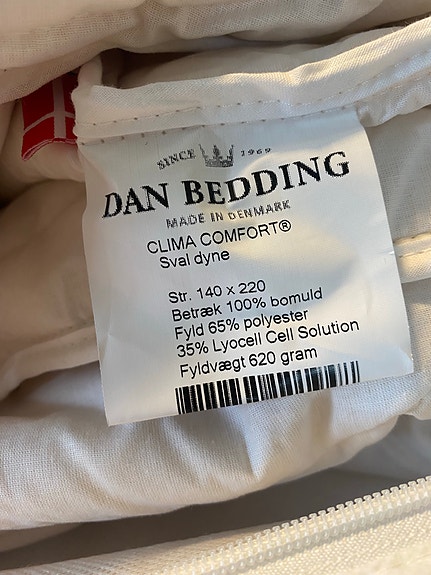 SINCE 1969
DAN BEDDING
MADE IN DENMARK
CLIMA COMFORT®
Sval dyne
Str. 140 x 220
Betræk 100% bomuld
Fyld 65% polyester
35% Lyocell Cell Solution
Fyldvægt 620 gram